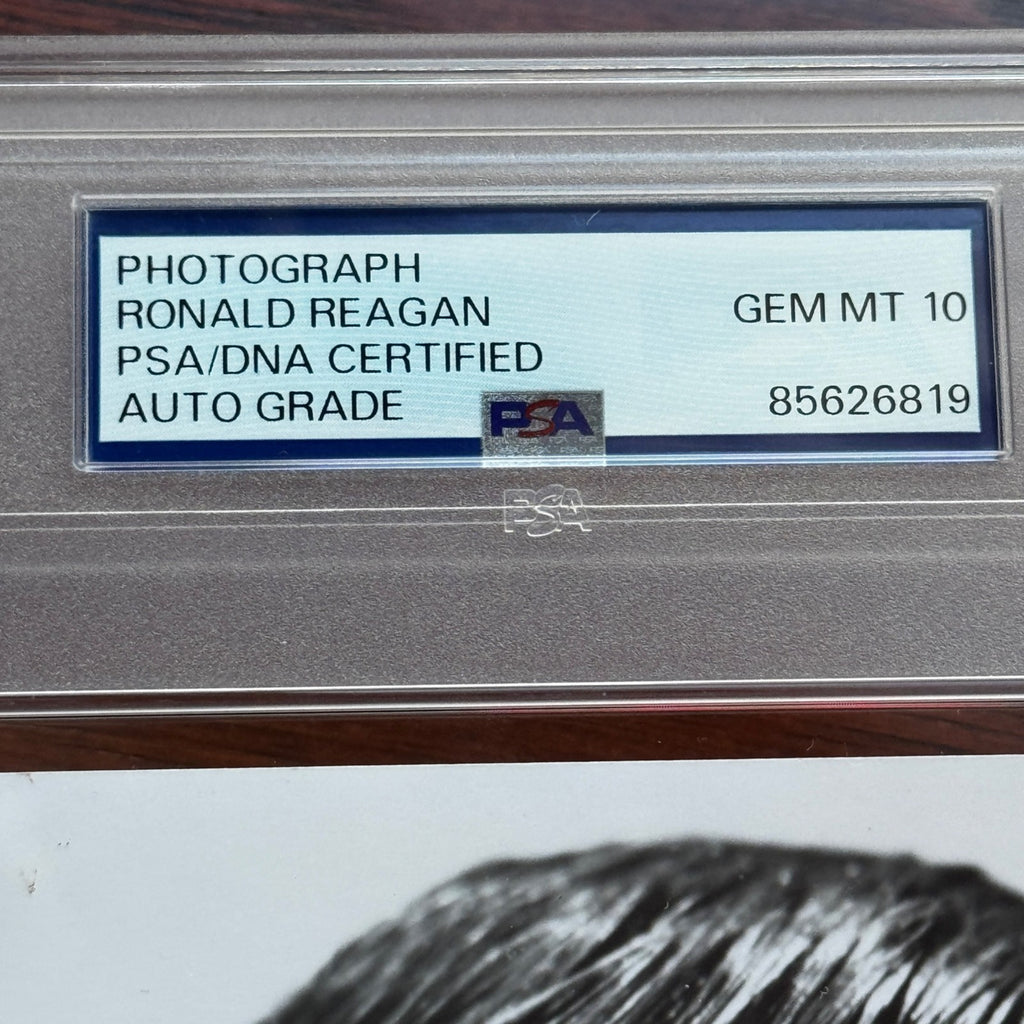 PHOTOGRAPH
RONALD REAGAN
GEM MT 10
PSA/DNA CERTIFIED
AUTO GRADE
85626819
PSA
PSA